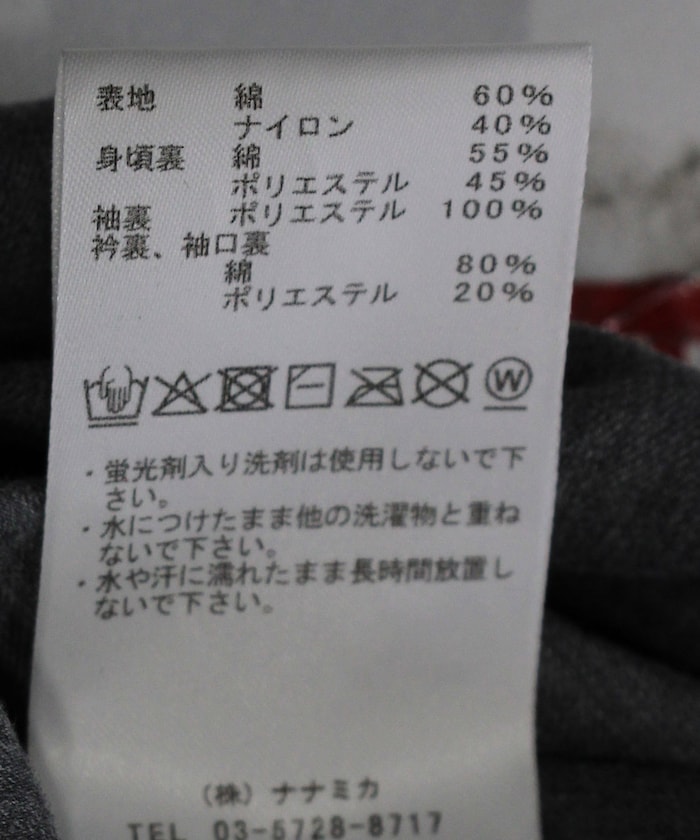 表地 綿 60%
ナイロン 40%
身頃裏 綿 55%
ポリエステル 45%
袖裏 ポリエステル 100%
衿裏、袖口裏
綿 80%
ポリエステル 20%
W
・蛍光剤入り洗剤は使用しないで下
さい。
・水につけたまま他の洗濯物と重ね
ないで下さい。
・水や汗に濡れたまま長時間放置し
ないで下さい。
(株) ナナミカ
TEL 03-5728-8717